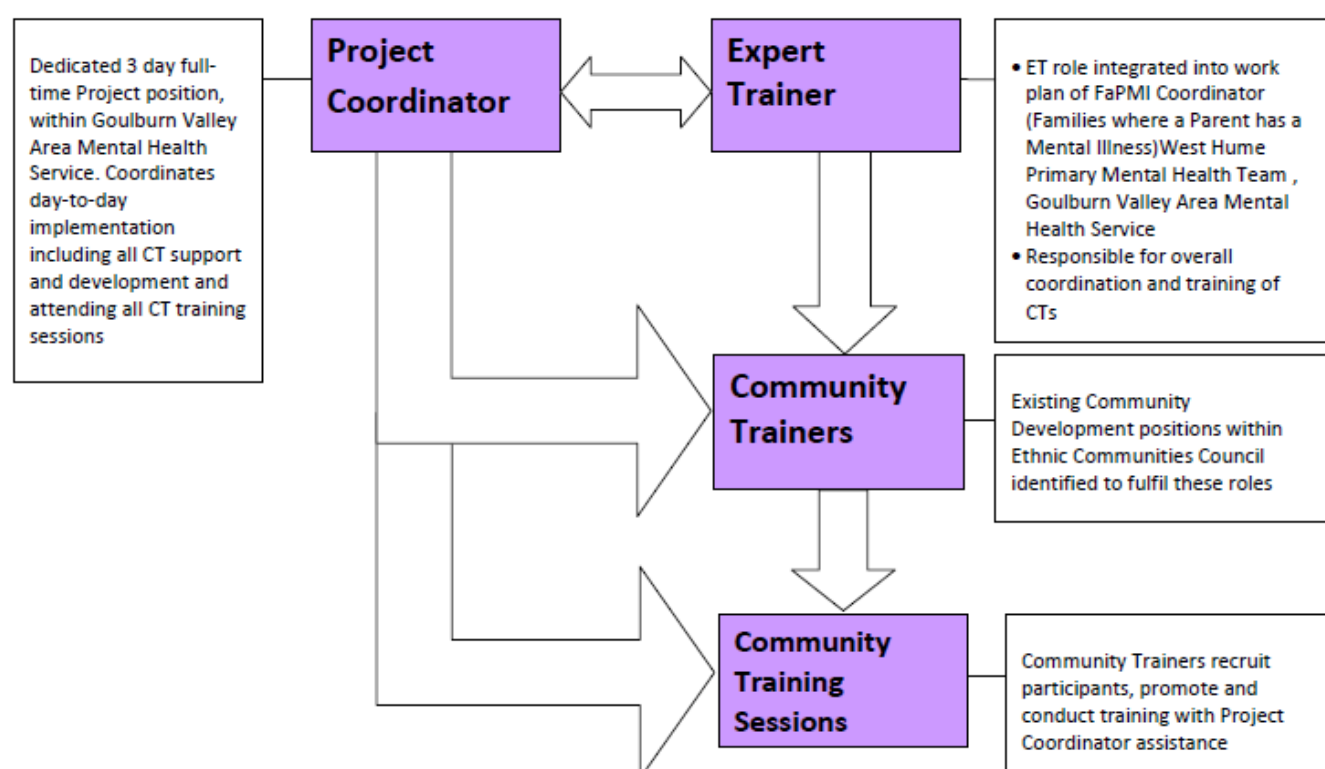 Project
Coordinator
Expert
Trainer
Dedicated 3 day full-
time Project position,
within Goulburn Valley
Area Mental Health
Service. Coordinates
day-to-day
implementation
including all CT support
and development and
attending all CT training
sessions
• ET role integrated into work
plan of FaPMI Coordinator
(Families where a Parent has a
Mental Illness)West Hume
Primary Mental Health Team ,
Goulburn Valley Area Mental
Health Service
• Responsible for overall
coordination and training of
CTs
Community
Trainers
Existing Community
Development positions within
Ethnic Communities Council
identified to fulfil these roles
Community
Training
Sessions
Community Trainers recruit
participants, promote and
conduct training with Project
Coordinator assistance